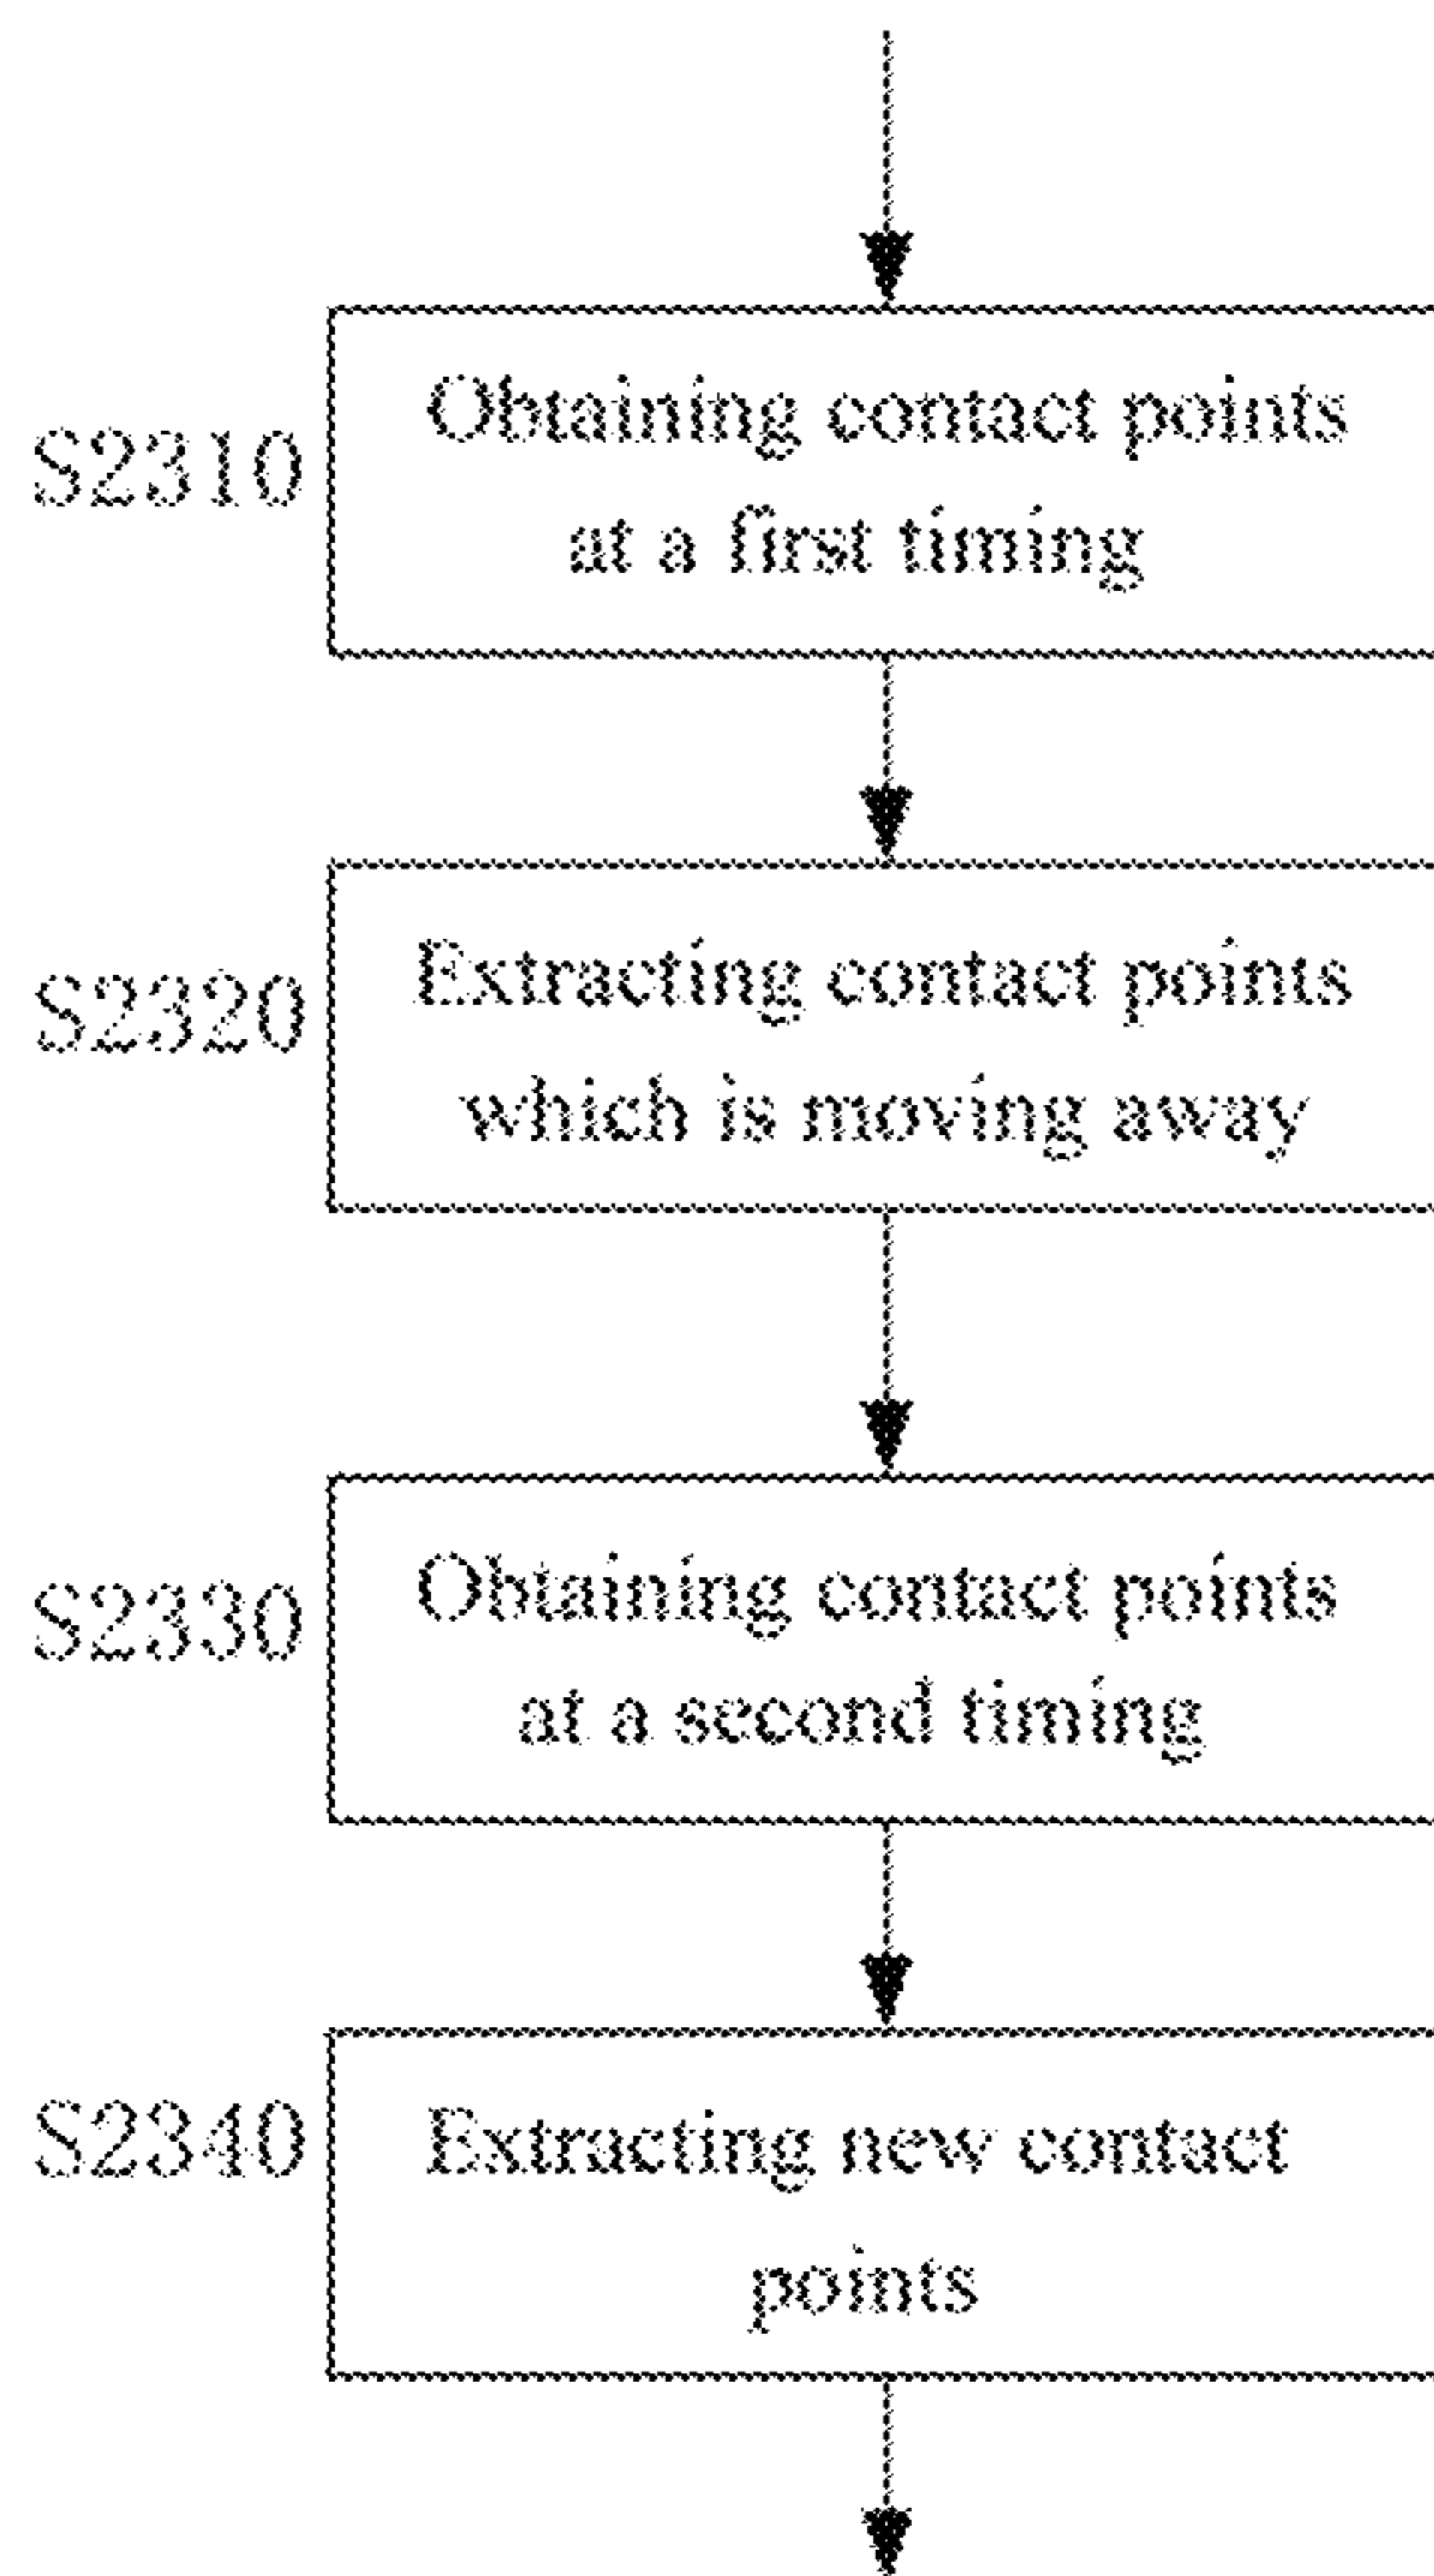 S2310
Obtaining contact points
at a first timing
S2320
Extracting contact points
which is moving away
S2330
Obtaining contact points
at a second timing
S2340
Extracting new contact
points